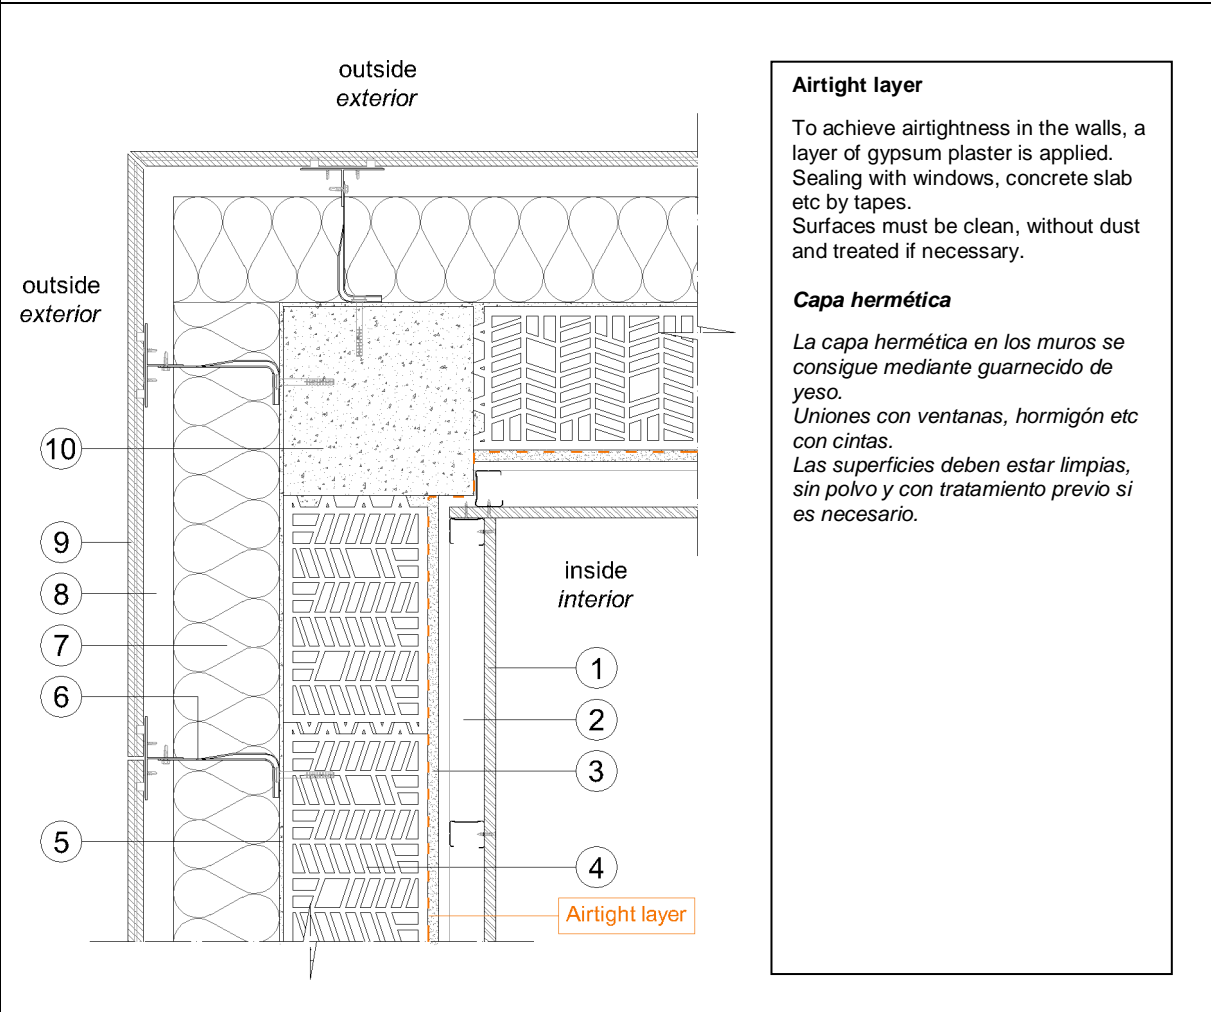 outside
exterior
outside
exterior
10
9
8
7
6
5
inside
interior
1
2
3
4
Airtight layer
Airtight layer
To achieve airtightness in the walls, a
layer of gypsum plaster is applied.
Sealing with windows, concrete slab
etc by tapes.
Surfaces must be clean, without dust
and treated if necessary.
Capa hermética
La capa hermética en los muros se
consigue mediante guarnecido de
yeso.
Uniones con ventanas, hormigón etc
con cintas.
Las superficies deben estar limpias,
sin polvo y con tratamiento previo si
es necesario.